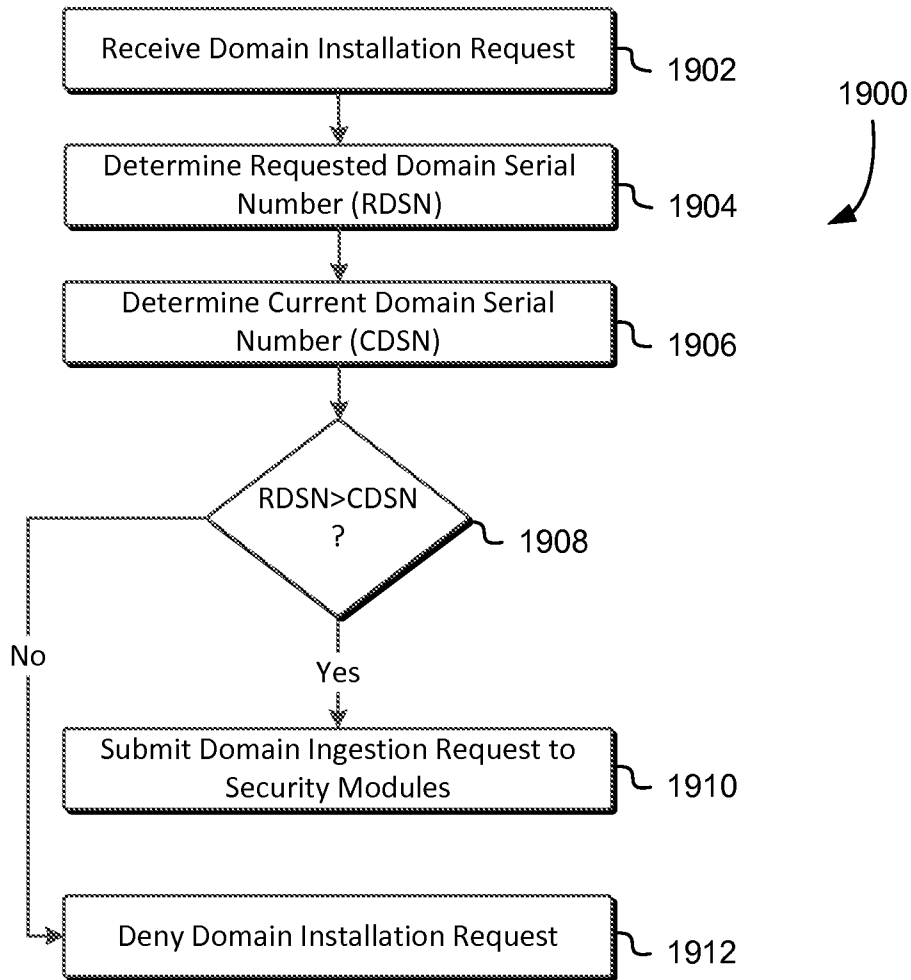 Receive Domain Installation Request
1902
1900
Determine Requested Domain Serial
Number (RDSN)
1904
Determine Current Domain Serial
Number (CDSN)
1906
RDSN>CDSN
?
1908
No
Yes
Submit Domain Ingestion Request to
Security Modules
1910
Deny Domain Installation Request
1912